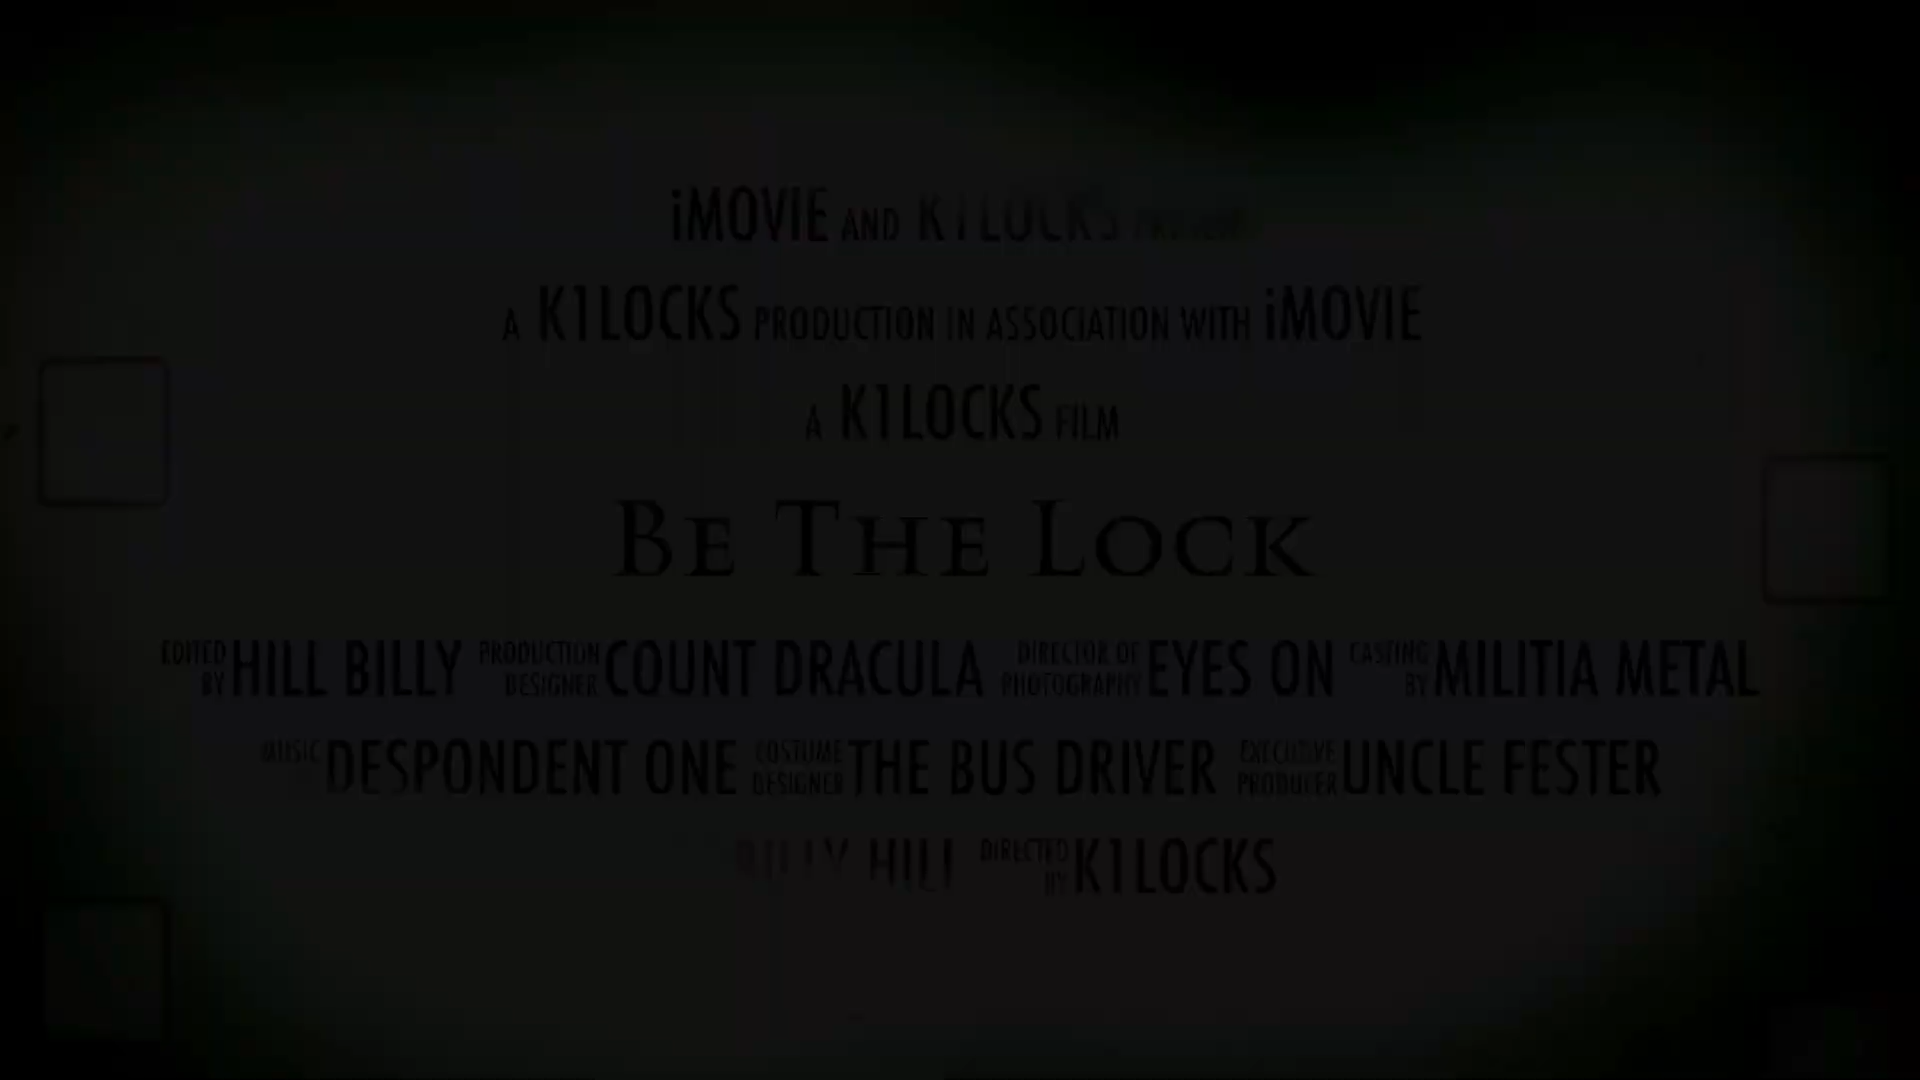 iMOVIE AND K1LOCKS
A K1LOCKS PRODUCTION IN ASSOCIATION WITH iMOVIE
A K1LOCKS FILM
BE THE LOCK
EDITED BY HILL BILLY PRODUCTION DESIGNER COUNT DRACULA DIRECTOR OF PHOTOGRAPHY EYES ON CASTING BY MILITIA METAL
MUSIC DESPONDENT ONE COSTUME DESIGNER THE BUS DRIVER EXECUTIVE PRODUCER UNCLE FESTER
BILLY HILL DIRECTED BY K1LOCKS